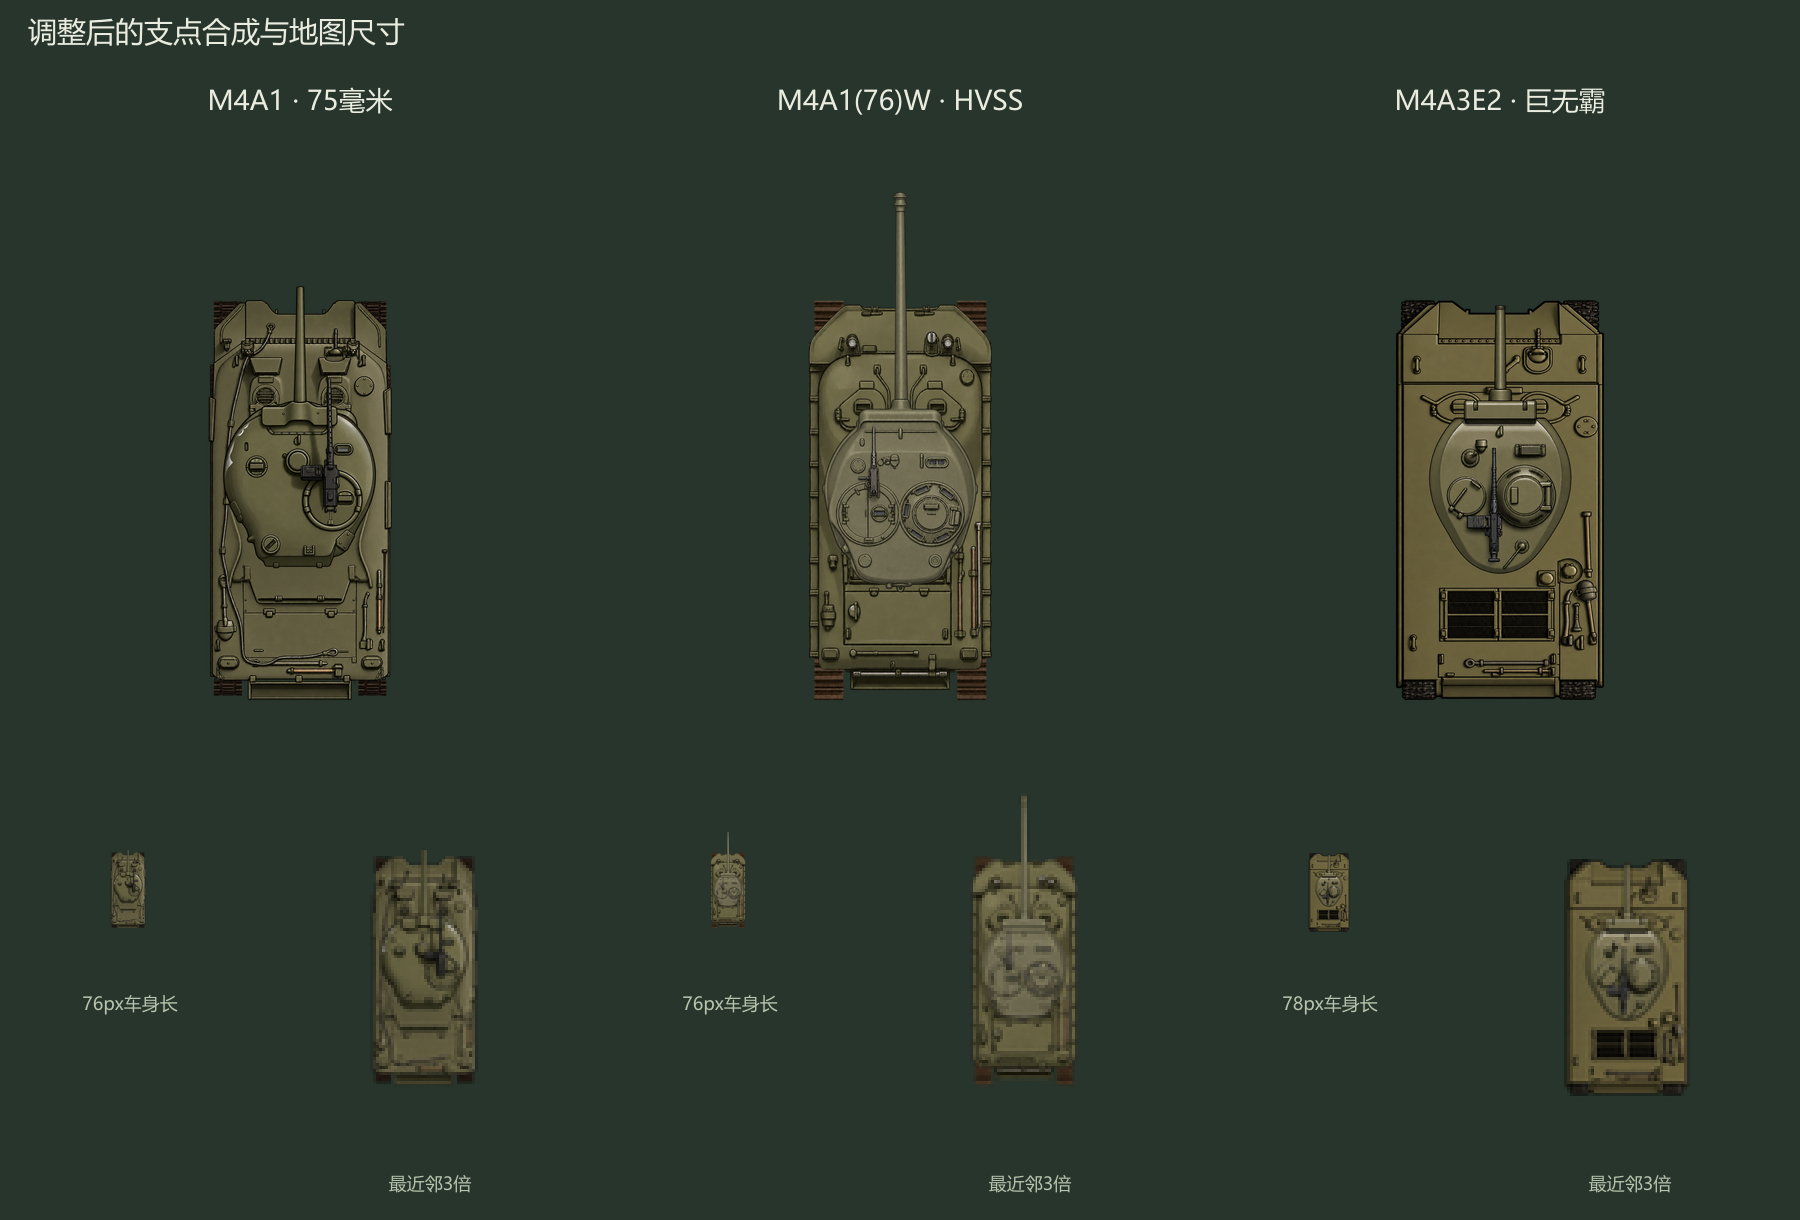 调整后的支点合成与地图尺寸
M4A1 · 75毫米
M4A1(76)W · HVSS
M4A3E2 · 巨无霸
76px车身长
76px车身长
78px车身长
最近邻3倍
最近邻3倍
最近邻3倍